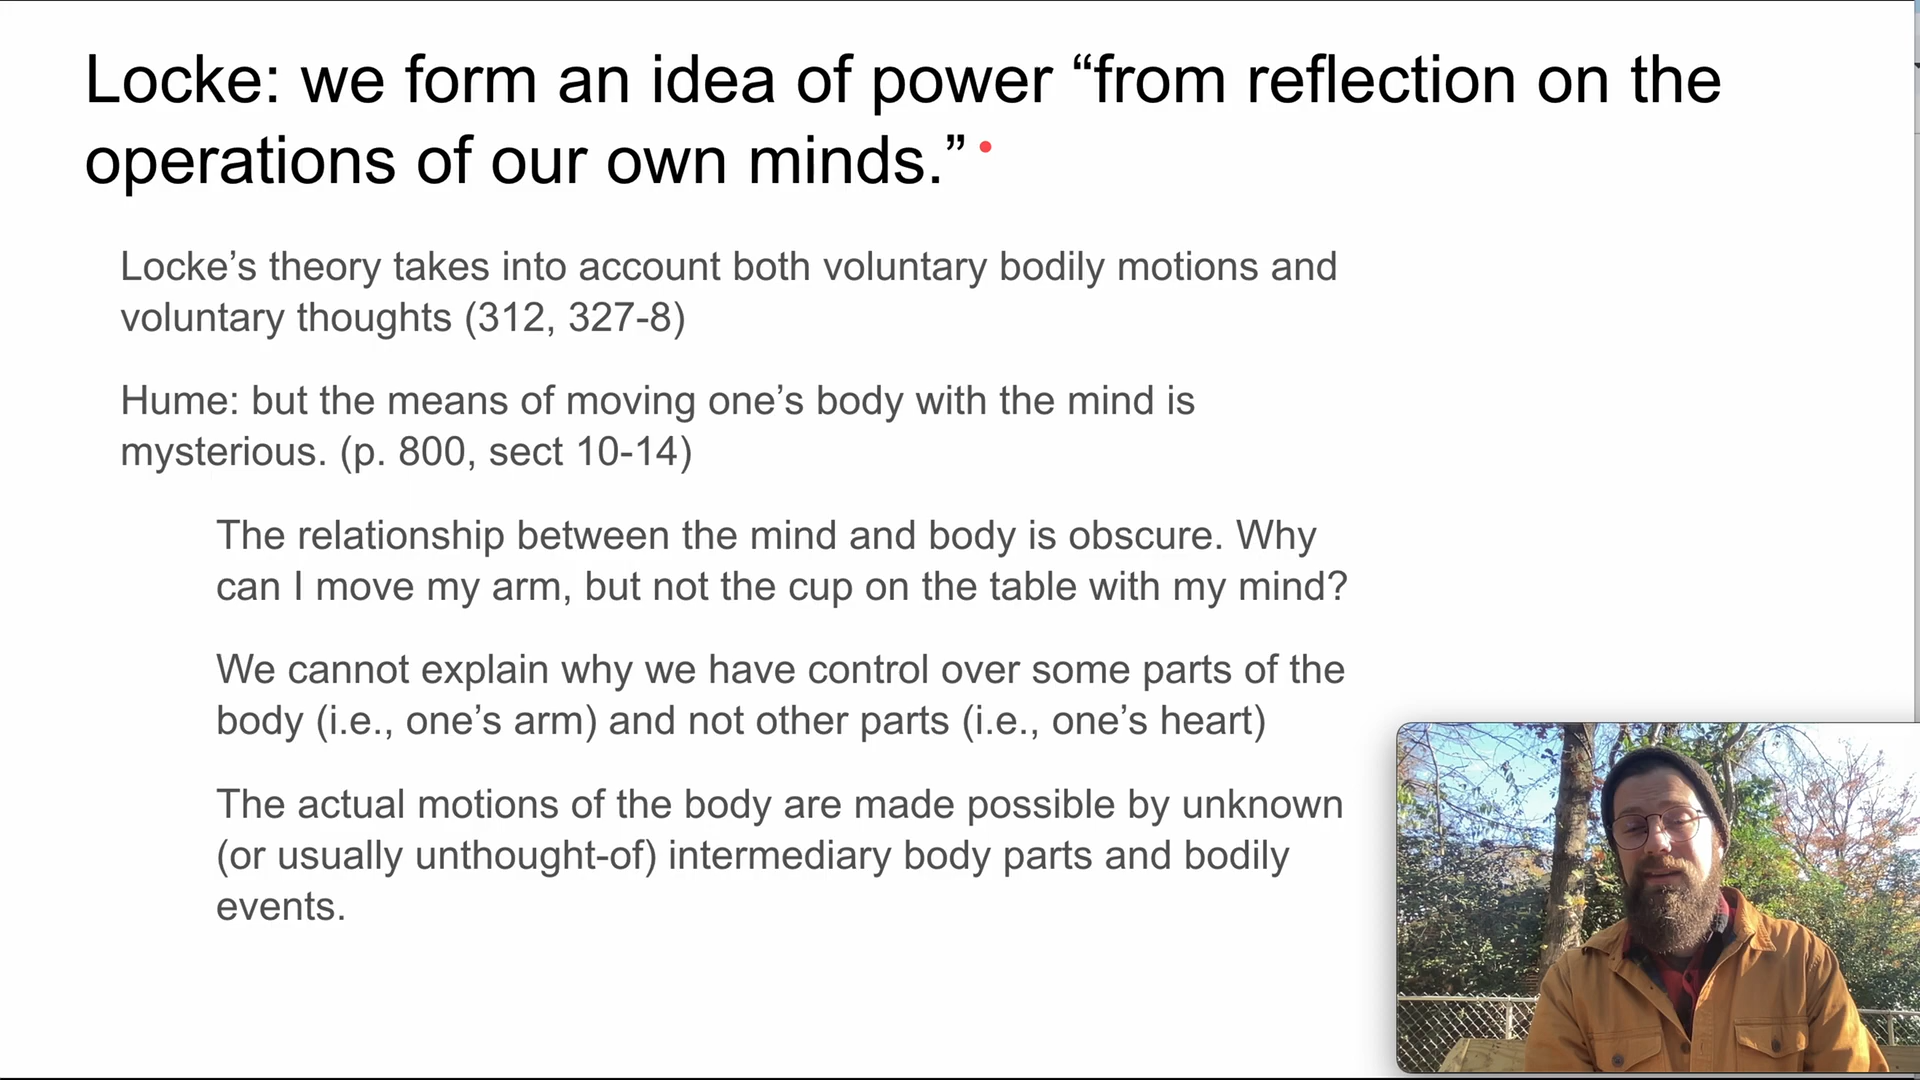 Locke: we form an idea of power “from reflection on the
operations of our own minds.”
Locke’s theory takes into account both voluntary bodily motions and
voluntary thoughts (312, 327-8)
Hume: but the means of moving one’s body with the mind is
mysterious. (p. 800, sect 10-14)
The relationship between the mind and body is obscure. Why
can I move my arm, but not the cup on the table with my mind?
We cannot explain why we have control over some parts of the
body (i.e., one’s arm) and not other parts (i.e., one’s heart)
The actual motions of the body are made possible by unknown
(or usually unthought-of) intermediary body parts and bodily
events.